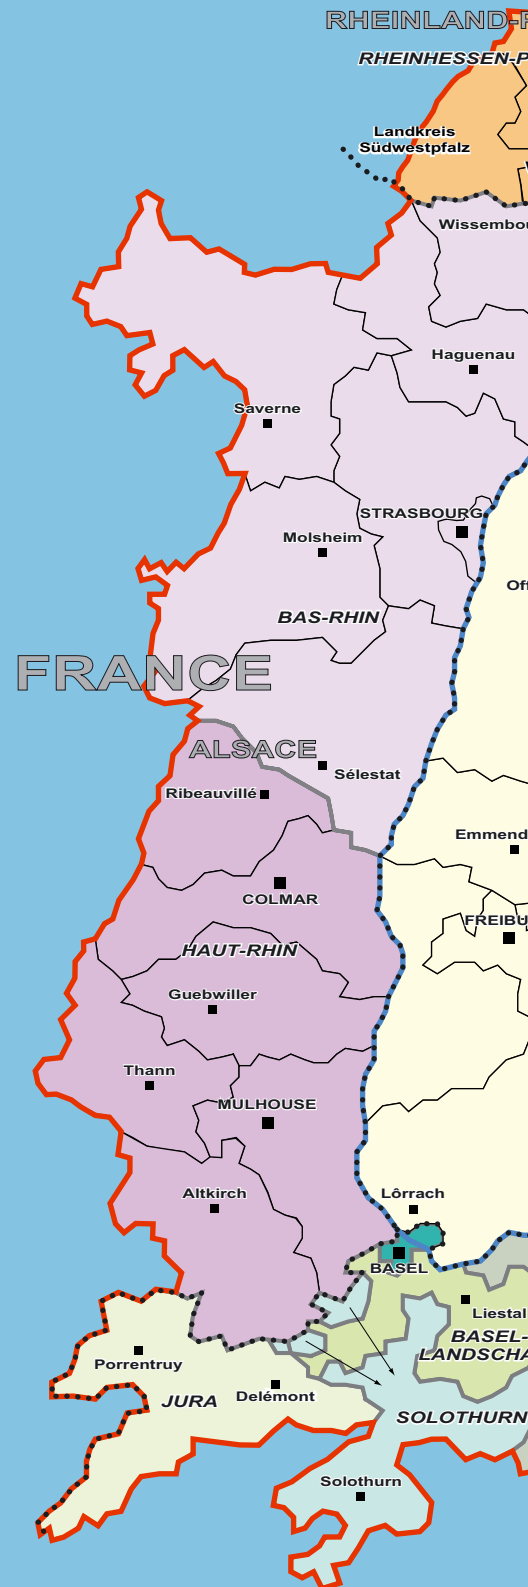 RHEINLAND-P
RHEINHESSEN-P
Landkreis
Südwestpfalz
Wissembou
Haguenau
Saverne
STRASBOURG
Molsheim
Off
BAS-RHIN
FRANCE
ALSACE
Sélestat
Ribeauvillé
Emmend
COLMAR
FREIBU
HAUT-RHIN
Guebwiller
Thann
MULHOUSE
Altkirch
Lôrrach
BASEL
Liestal
BASEL-
LANDSCHA
Porrentruy
Delémont
JURA
SOLOTHURN
Solothurn